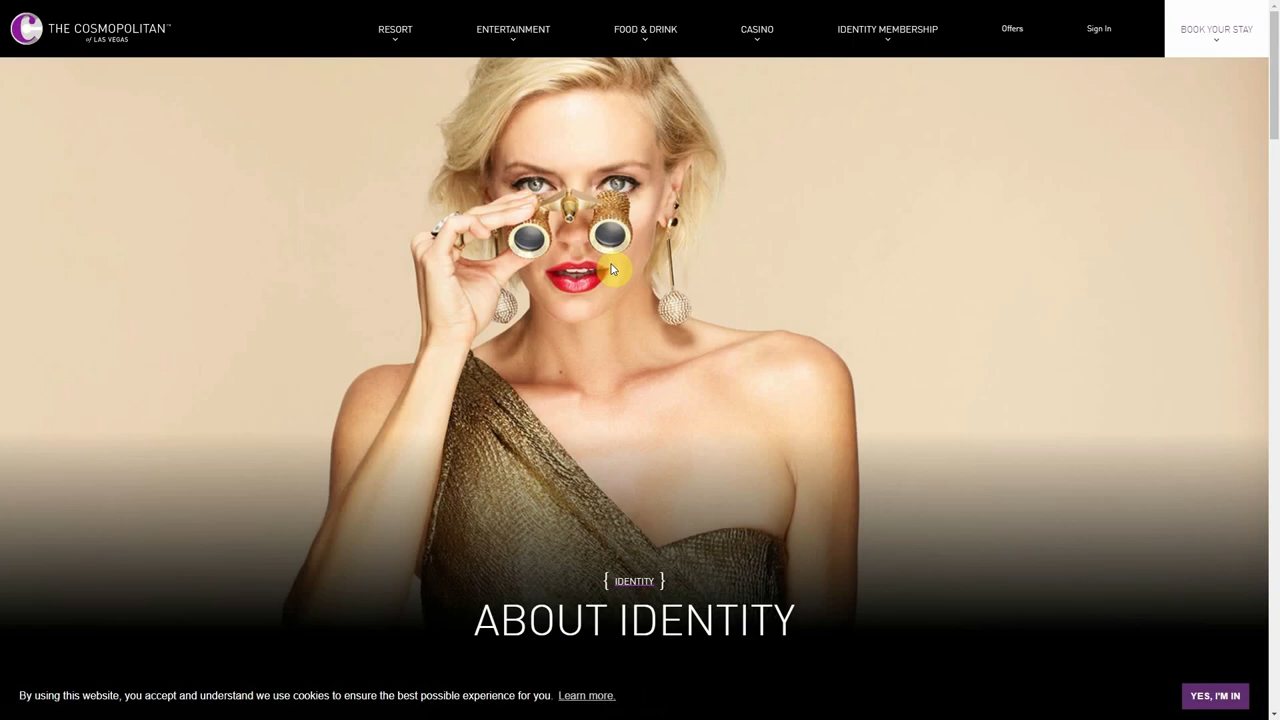 THE COSMOPOLITAN™
of LAS VEGAS
RESORT
ENTERTAINMENT
FOOD & DRINK
CASINO
IDENTITY MEMBERSHIP
Offers
Sign In
BOOK YOUR STAY
{ IDENTITY }
ABOUT IDENTITY
By using this website, you accept and understand we use cookies to ensure the best possible experience for you. Learn more.
YES, I'M IN